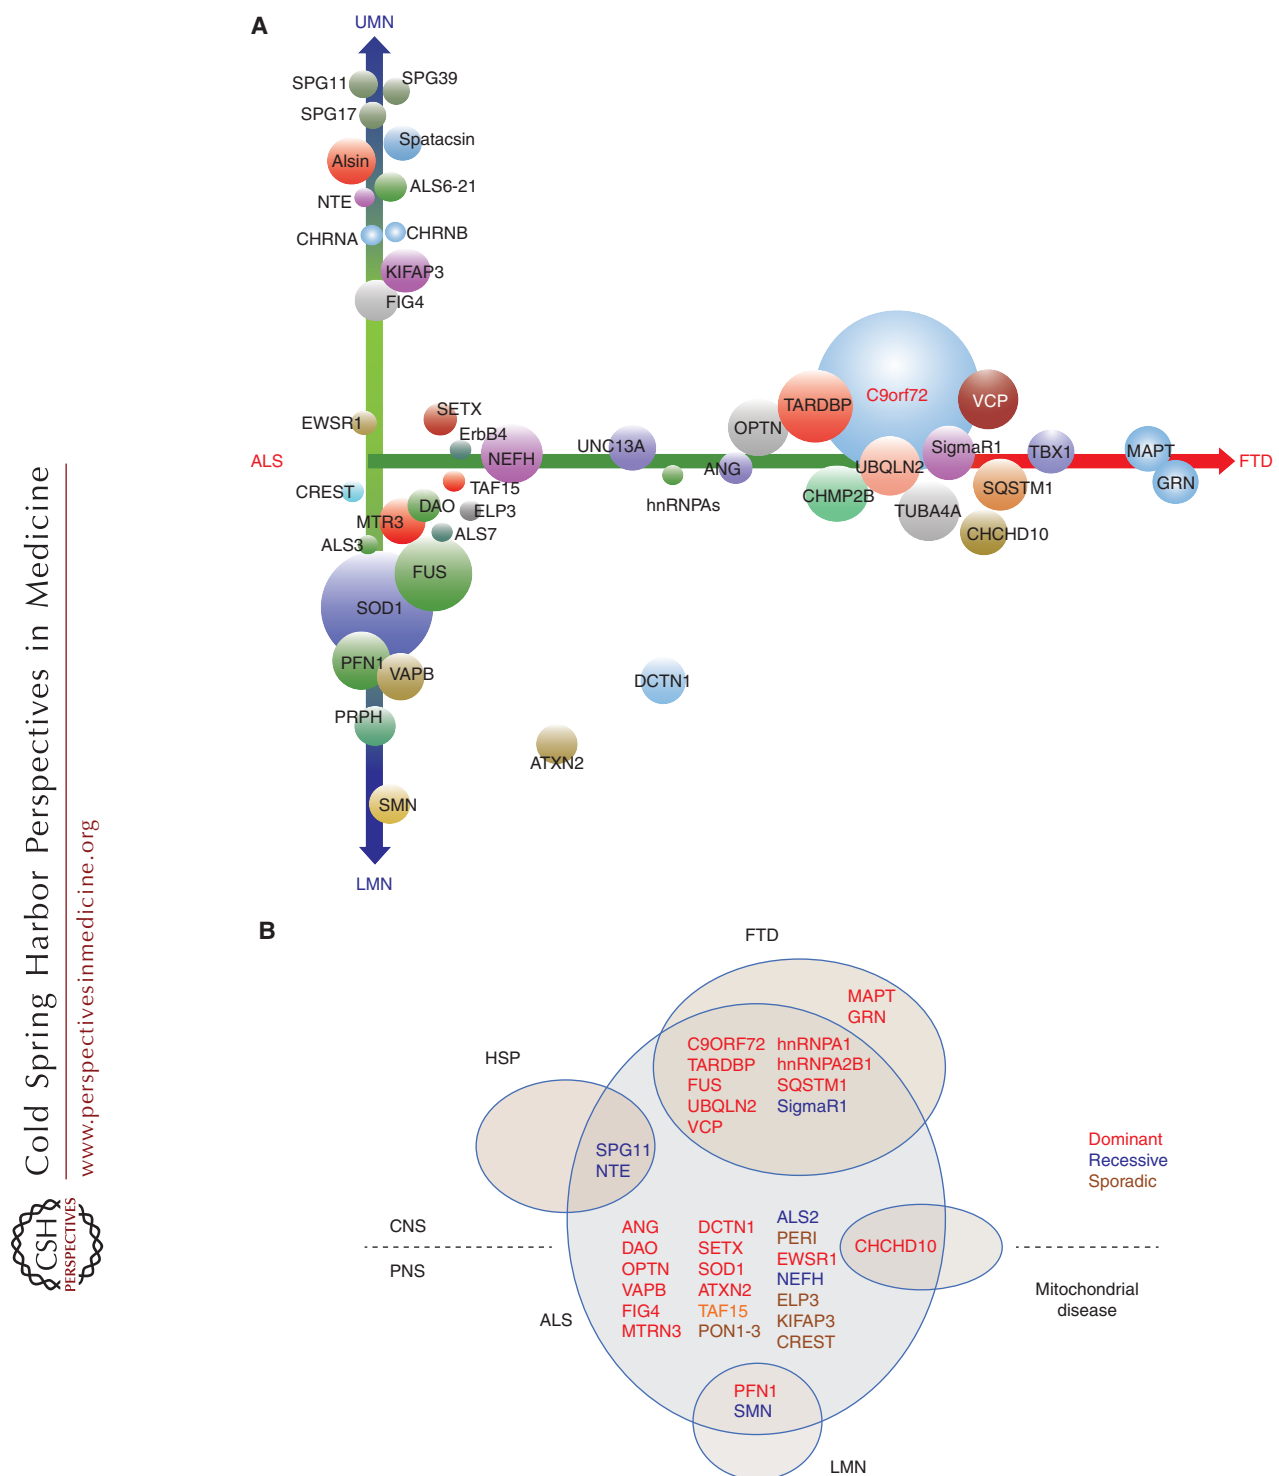 A
UMN
SPG11
SPG39
SPG17
Spatacsin
Alsin
ALS6-21
NTE
CHRNA
CHRNB
KIFAP3
FIG4
EWSR1
SETX
ErbB4
NEFH
UNC13A
hnRNPAs
ANG
OPTN
TARDBP
C9orf72
VCP
UBQLN2
SigmaR1
TBX1
MAPT
GRN
ALS
FTD
CREST
TAF15
MTR3
DAO
ELP3
ALS7
ALS3
FUS
SOD1
CHMP2B
TUBA4A
SQSTM1
CHCHD10
PFN1
VAPB
DCTN1
PRPH
ATXN2
SMN
LMN
B
FTD
MAPT
GRN
C9ORF72 hnRNPA1
TARDBP hnRNPA2B1
FUS SQSTM1
UBQLN2 SigmaR1
VCP
HSP
SPG11
NTE
Dominant
Recessive
Sporadic
CNS
PNS
ANG
DAO
OPTN
VAPB
FIG4
MTRN3
DCTN1
SETX
SOD1
ATXN2
TAF15
PON1-3
ALS2
PERI
EWSR1
NEFH
ELP3
KIFAP3
CREST
CHCHD10
Mitochondrial
disease
ALS
PFN1
SMN
LMN
Cold Spring Harbor Perspectives in Medicine
www.perspectivesinmedicine.org
CSH
PERSPECTIVES